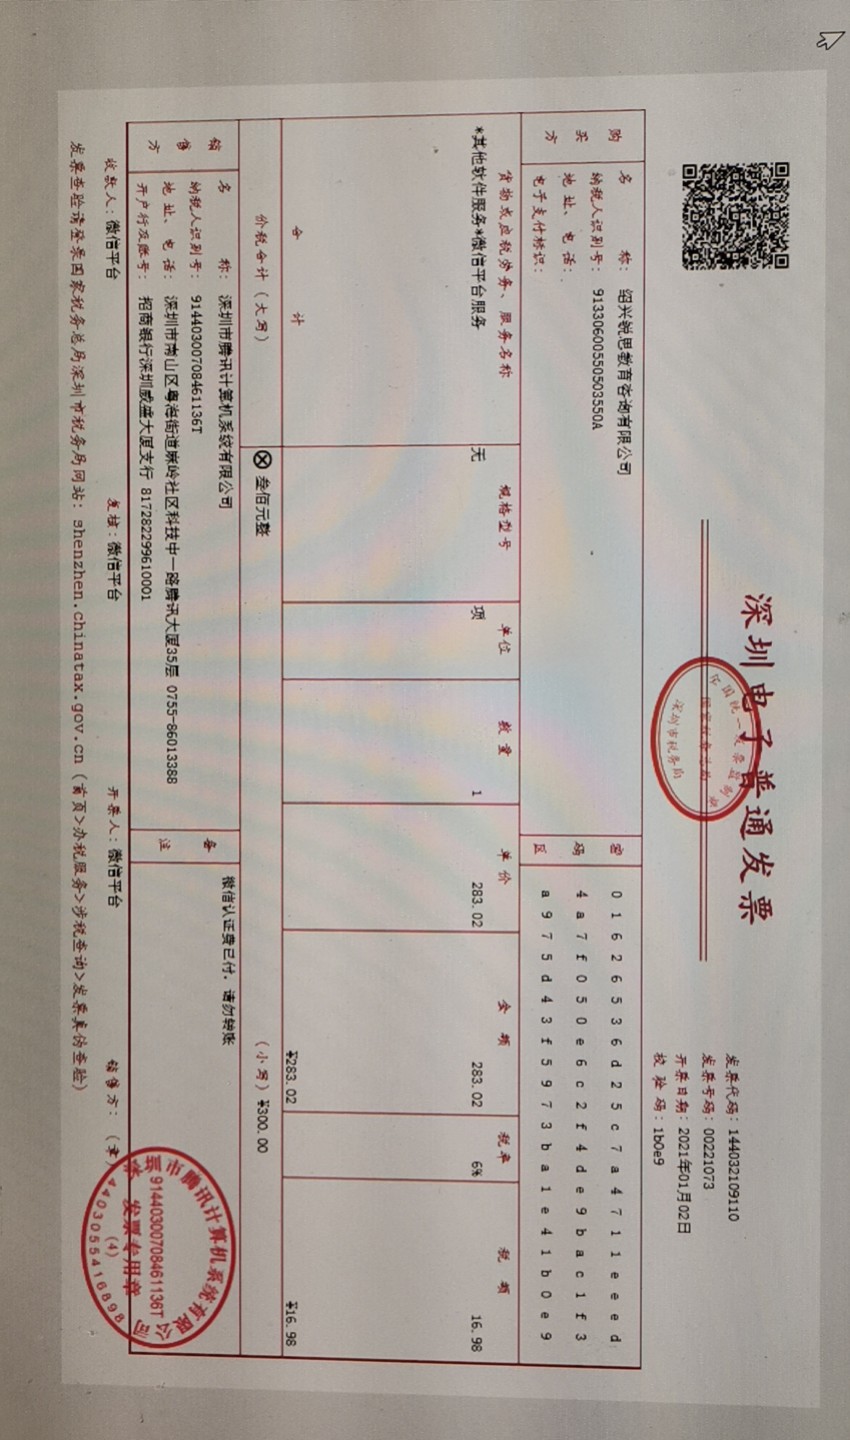 深圳电子普通发票
全国统一发票监制章
国家税务总局
深圳市税务局
发票代码：144032109110
发票号码：00221073
开票日期：2021年01月02日
校验码：1b0e9
购买方
名称：绍兴锐思教育咨询有限公司
纳税人识别号：91330600550503550A
地址、电话：
电子支付标识：
密码区
01626536d25c7a4711eeed
4a7f050e6c2f4de9bac1f3
a975d43f5973ba1e41b0e9
货物或应税劳务、服务名称 规格型号 单位 数量 单价 金额 税率 税额
*其他软件服务*微信平台服务 无 项 1 283.02 283.02 6% 16.98
合计 ¥283.02 ¥16.98
价税合计（大写） ⊗ 叁佰元整 （小写）¥300.00
销售方
名称：深圳市腾讯计算机系统有限公司
纳税人识别号：91440300708461136T
地址、电话：深圳市南山区粤海街道麻岭社区科技中一路腾讯大厦35层 0755-86013388
开户行及账号：招商银行深圳威盛大厦支行 817282299610001
备注
微信认证费已付，请勿转账
收款人：微信平台 复核：微信平台 开票人：微信平台 销售方：（章）
深圳市腾讯计算机系统有限公司
91440300708461136T
发票专用章
(4)
4403055416898
发票查验请登录国家税务总局深圳市税务局网站：shenzhen.chinatax.gov.cn（首页>办税服务>涉税查询>发票真伪查验）